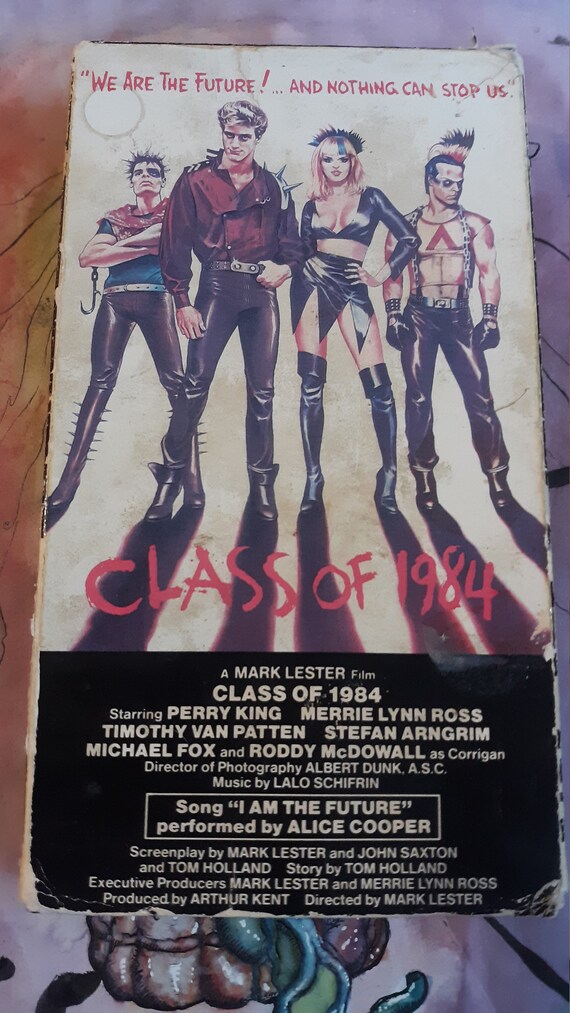 "WE ARE THE FUTURE! ... AND NOTHING CAN STOP US."
CLASS OF 1984
A MARK LESTER Film
CLASS OF 1984
Starring PERRY KING MERRIE LYNN ROSS
TIMOTHY VAN PATTEN STEFAN ARNGRIM
MICHAEL FOX and RODDY McDOWALL as Corrigan
Director of Photography ALBERT DUNK, A.S.C.
Music by LALO SCHIFRIN
Song "I AM THE FUTURE"
performed by ALICE COOPER
Screenplay by MARK LESTER and JOHN SAXTON
and TOM HOLLAND Story by TOM HOLLAND
Executive Producers MARK LESTER and MERRIE LYNN ROSS
Produced by ARTHUR KENT Directed by MARK LESTER